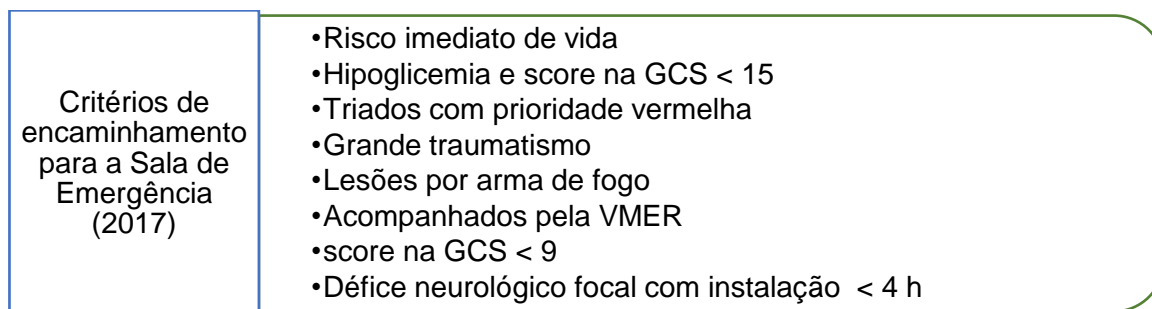 Critérios de
encaminhamento
para a Sala de
Emergência
(2017)
•Risco imediato de vida
•Hipoglicemia e score na GCS < 15
•Triados com prioridade vermelha
•Grande traumatismo
•Lesões por arma de fogo
•Acompanhados pela VMER
•score na GCS < 9
•Défice neurológico focal com instalação < 4 h